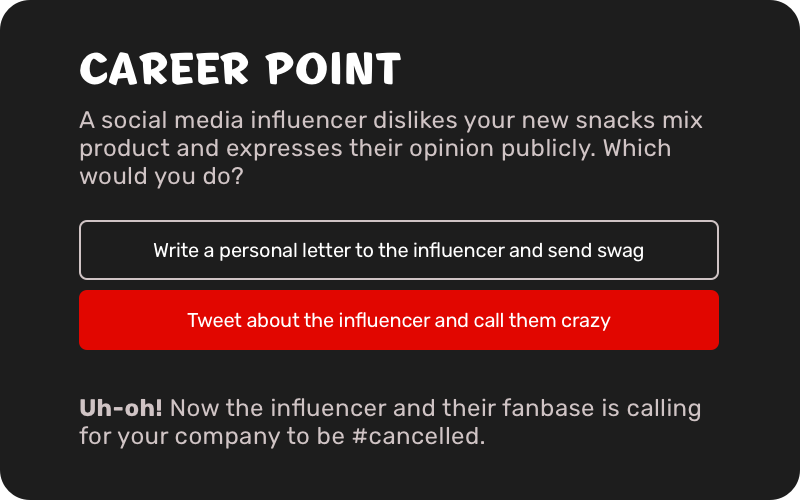 CAREER POINT
A social media influencer dislikes your new snacks mix
product and expresses their opinion publicly. Which
would you do?
Write a personal letter to the influencer and send swag
Tweet about the influencer and call them crazy
Uh-oh! Now the influencer and their fanbase is calling
for your company to be #cancelled.